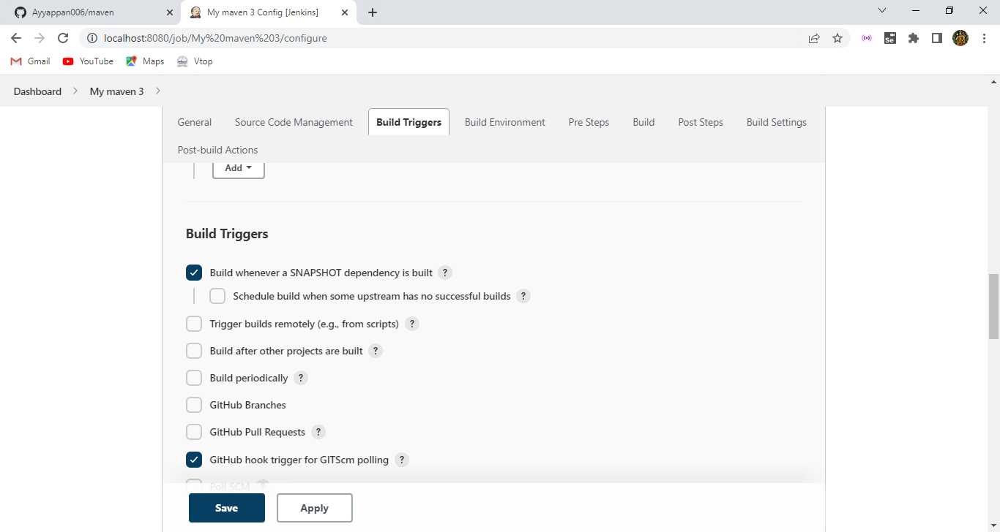 Ayyappan006/maven
My maven 3 Config [Jenkins]
localhost:8080/job/My%20maven%203/configure
Se
Gmail YouTube Maps Vtop
Dashboard My maven 3
General Source Code Management Build Triggers Build Environment Pre Steps Build Post Steps Build Settings
Post-build Actions
Add
Build Triggers
Build whenever a SNAPSHOT dependency is built ?
Schedule build when some upstream has no successful builds ?
Trigger builds remotely (e.g., from scripts) ?
Build after other projects are built ?
Build periodically ?
GitHub Branches
GitHub Pull Requests ?
GitHub hook trigger for GITScm polling ?
Poll SCM ?
Save Apply